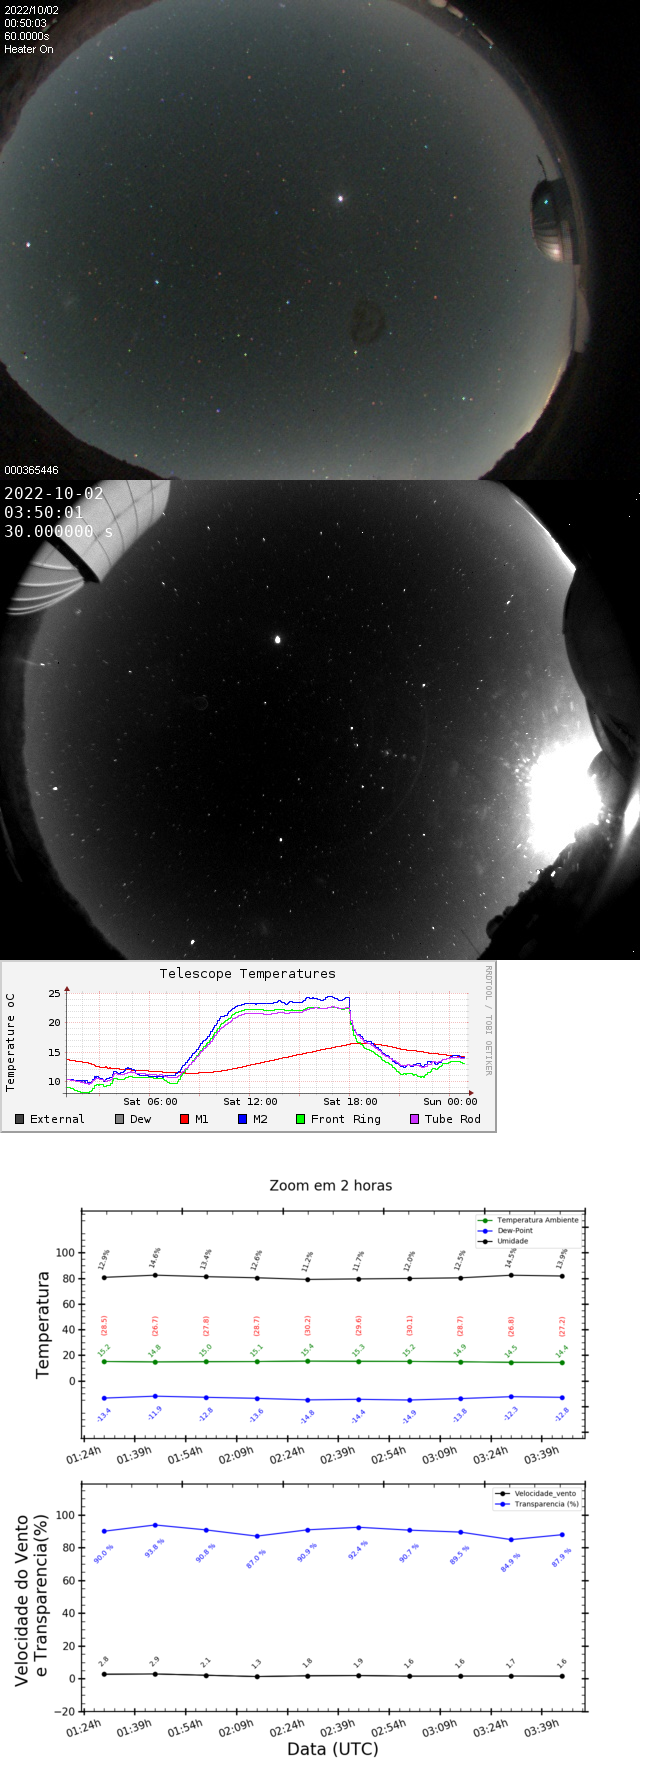 2022/10/02
00:50:03
60.0000s
Heater On
000365446
2022-10-02
03:50:01
30.000000 s
Telescope Temperatures
RRDTOOL / TOBI OETIKER
Temperature oC
25
20
15
10
Sat 06:00 Sat 12:00 Sat 18:00 Sun 00:00
External Dew M1 M2 Front Ring Tube Rod
Zoom em 2 horas
Temperatura Ambiente
Dew-Point
Umidade
Temperatura
100
80
60
40
20
0
12.9% 14.6% 13.4% 12.6% 11.2% 11.7% 12.0% 12.5% 14.5% 13.9%
(28.5) (26.7) (27.8) (28.7) (30.2) (29.6) (30.1) (28.7) (26.8) (27.2)
15.2 14.8 15.0 15.1 15.4 15.3 15.2 14.9 14.5 14.4
-13.4 -11.9 -12.8 -13.6 -14.8 -14.4 -14.9 -13.8 -12.3 -12.8
01:24h 01:39h 01:54h 02:09h 02:24h 02:39h 02:54h 03:09h 03:24h 03:39h
Velocidade_vento
Transparencia (%)
Velocidade do Vento
e Transparencia(%)
100
80
60
40
20
0
−20
90.0 % 93.8 % 90.8 % 87.0 % 90.9 % 92.4 % 90.7 % 89.5 % 84.9 % 87.9 %
2.8 2.9 2.1 1.3 1.8 1.9 1.6 1.6 1.7 1.6
01:24h 01:39h 01:54h 02:09h 02:24h 02:39h 02:54h 03:09h 03:24h 03:39h
Data (UTC)